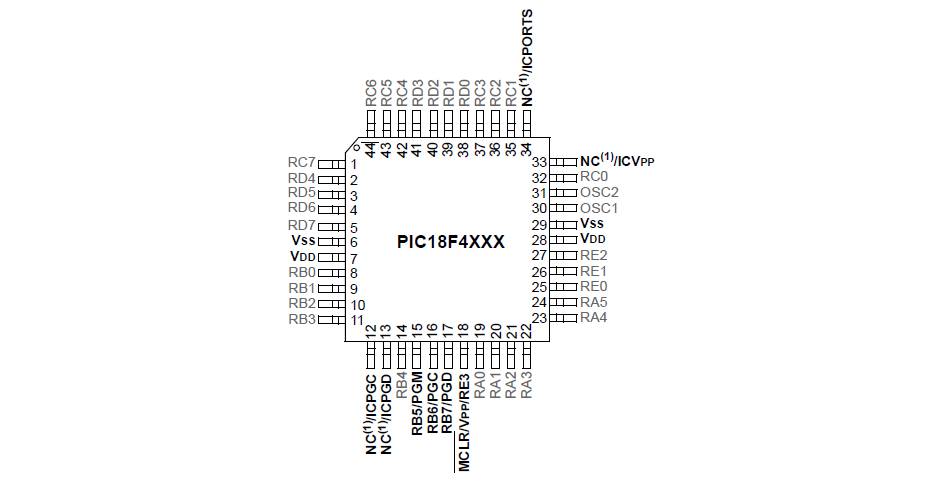 RC6
RC5
RC4
RD3
RD2
RD1
RD0
RC3
RC2
RC1
NC(1)/ICPORTS
44
43
42
41
40
39
38
37
36
35
34
RC7 1
RD4 2
RD5 3
RD6 4
RD7 5
VSS 6
VDD 7
RB0 8
RB1 9
RB2 10
RB3 11
PIC18F4XXX
33 NC(1)/ICVPP
32 RC0
31 OSC2
30 OSC1
29 VSS
28 VDD
27 RE2
26 RE1
25 RE0
24 RA5
23 RA4
12
13
14
15
16
17
18
19
20
21
22
NC(1)/ICPGC
NC(1)/ICPGD
RB4
RB5/PGM
RB6/PGC
RB7/PGD
MCLR/VPP/RE3
RA0
RA1
RA2
RA3